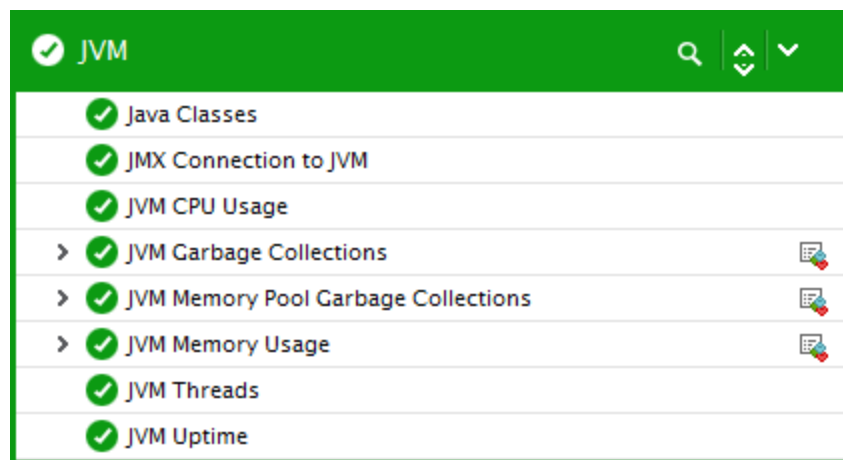 JVM
Java Classes
JMX Connection to JVM
JVM CPU Usage
JVM Garbage Collections
JVM Memory Pool Garbage Collections
JVM Memory Usage
JVM Threads
JVM Uptime